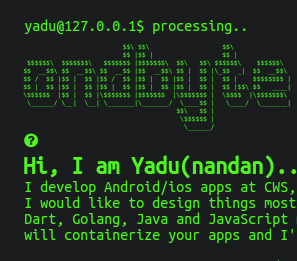 yadu@127.0.0.1$ processing..
ondbyte
?
Hi, I am Yadu(nandan)..
I develop Android/ios apps at CWS,
I would like to design things most
Dart, Golang, Java and JavaScript
will containerize your apps and I'